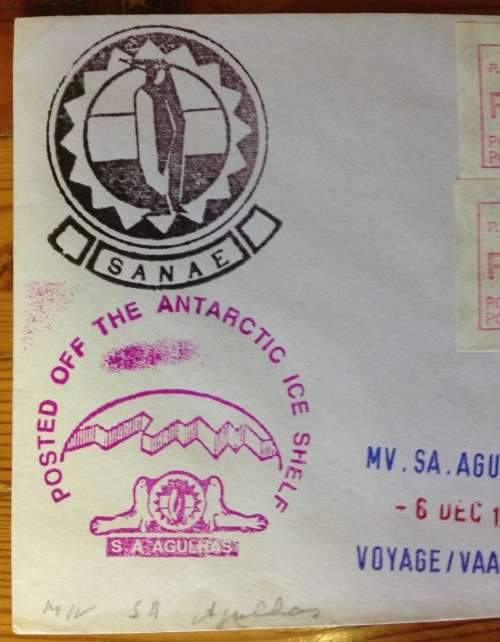 SANAE
POSTED OFF THE ANTARCTIC ICE SHELF
S. A. AGULHAS
MV. SA. AGU
- 6 DEC 1
VOYAGE/VAA
M/V SA Agulhas